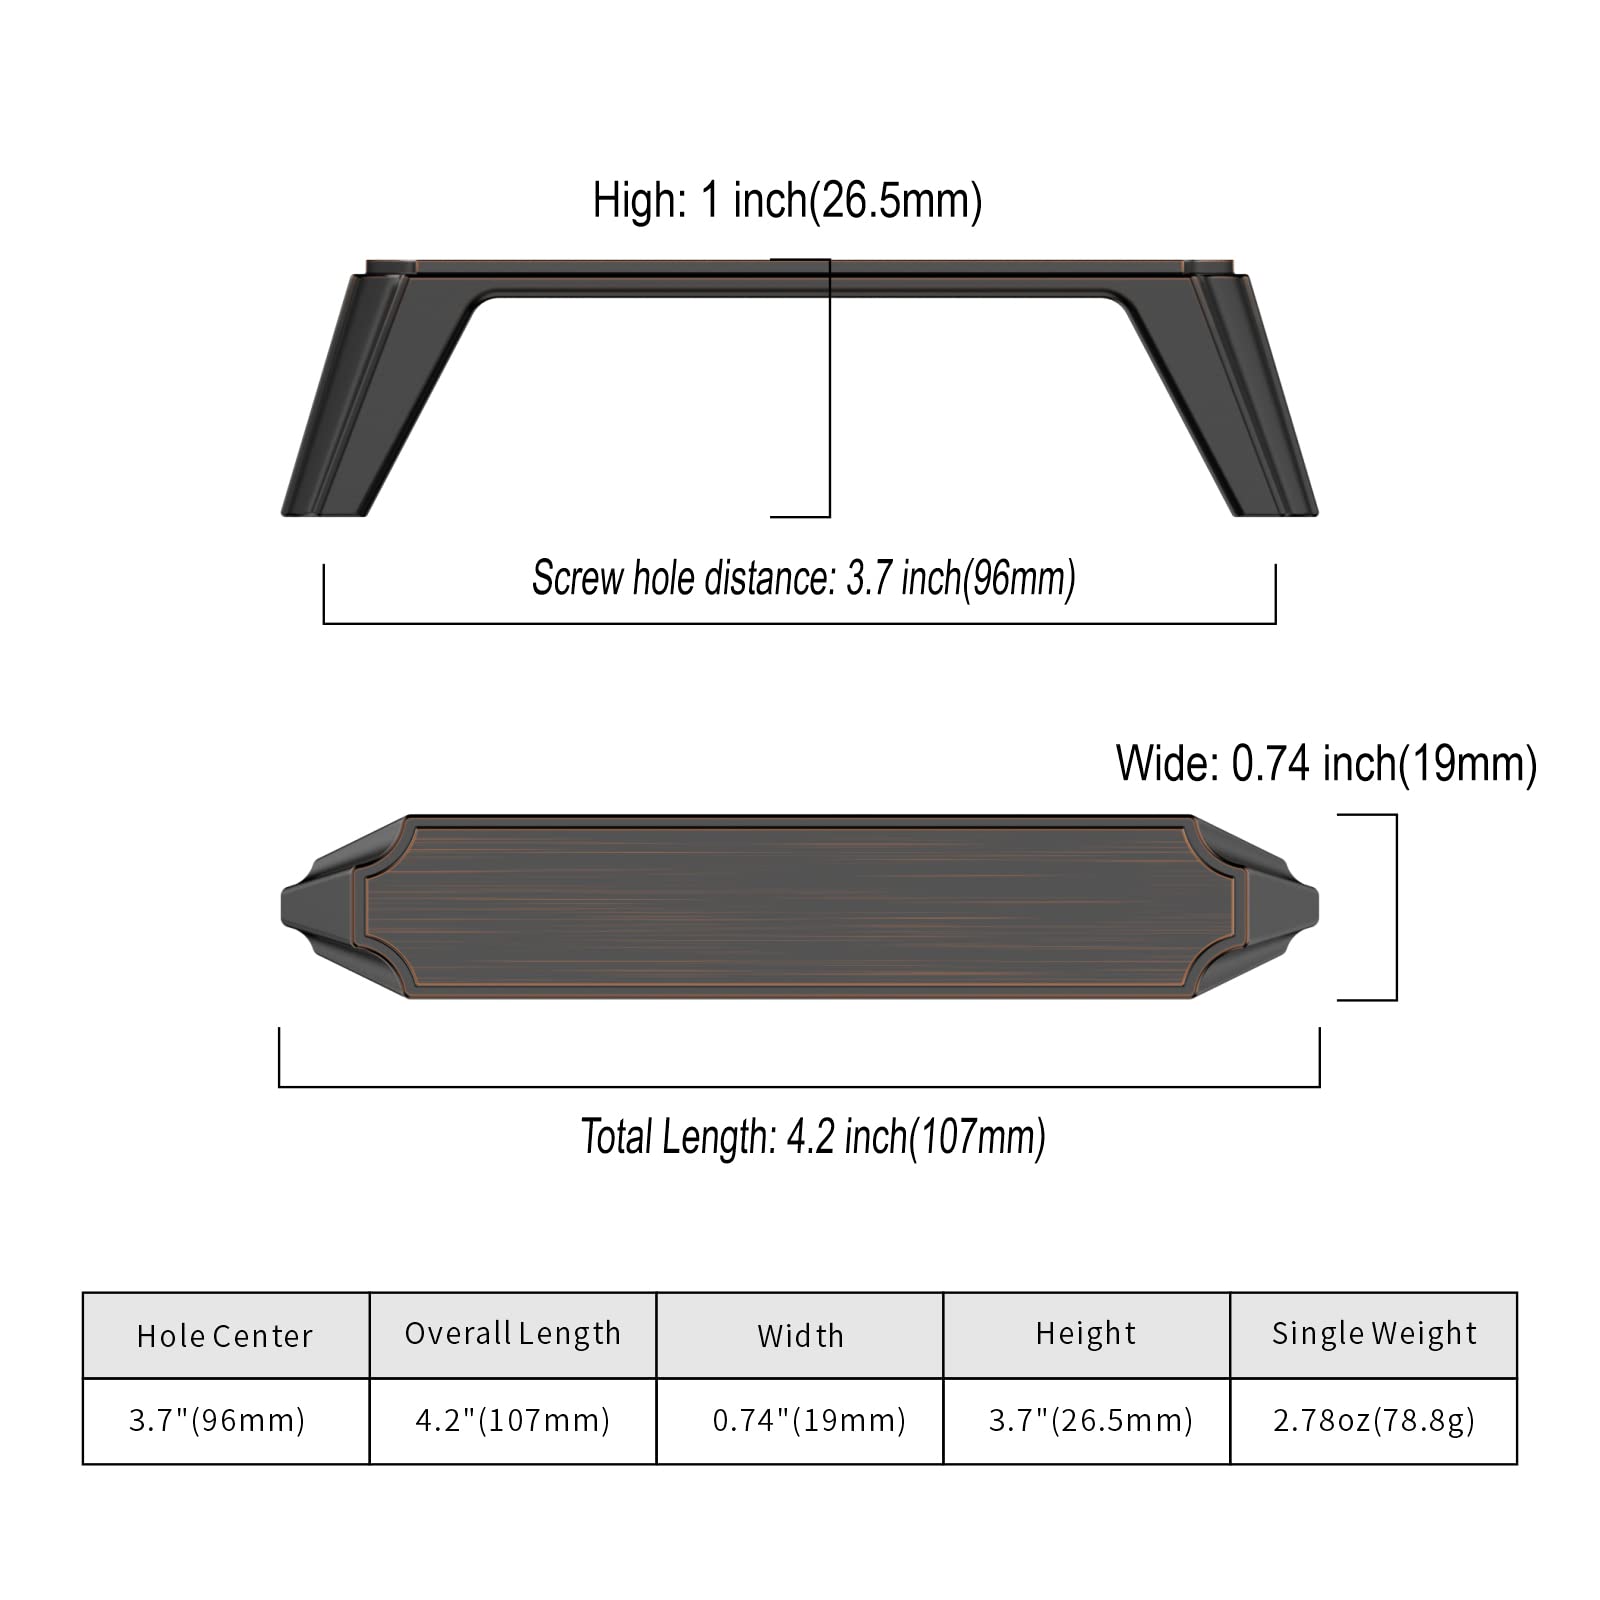 High: 1 inch(26.5mm)
Screw hole distance: 3.7 inch(96mm)
Wide: 0.74 inch(19mm)
Total Length: 4.2 inch(107mm)
Hole Center Overall Length Width Height Single Weight
3.7"(96mm) 4.2"(107mm) 0.74"(19mm) 3.7"(26.5mm) 2.78oz(78.8g)